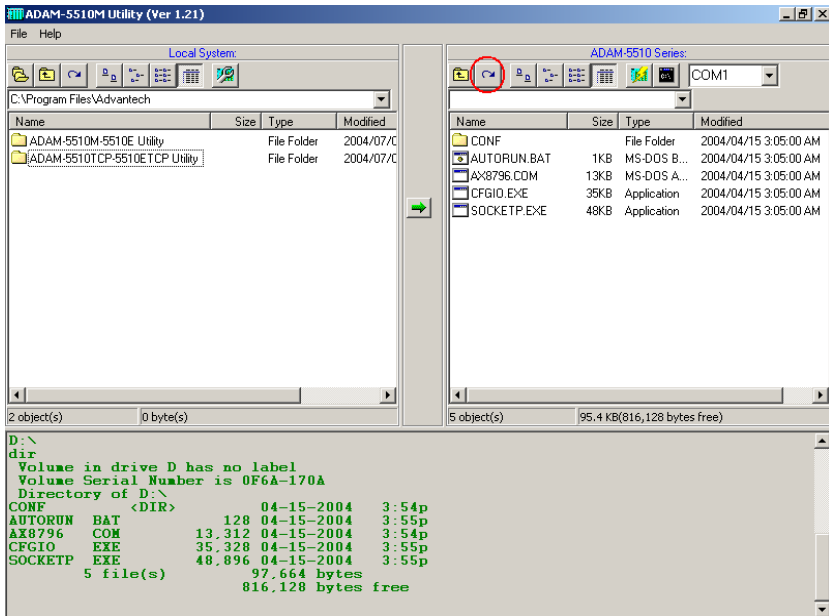 ADAM-5510M Utility (Ver 1.21)
File Help
Local System:
C:\Program Files\Advantech
Name Size Type Modified
ADAM-5510M-5510E Utility File Folder 2004/07/0
ADAM-5510TCP-5510ETCP Utility File Folder 2004/07/0
2 object(s) 0 byte(s)
ADAM-5510 Series:
COM1
Name Size Type Modified
CONF File Folder 2004/04/15 3:05:00 AM
AUTORUN.BAT 1KB MS-DOS B... 2004/04/15 3:05:00 AM
AX8796.COM 13KB MS-DOS A... 2004/04/15 3:05:00 AM
CFGIO.EXE 35KB Application 2004/04/15 3:05:00 AM
SOCKETP.EXE 48KB Application 2004/04/15 3:05:00 AM
5 object(s) 95.4 KB(816,128 bytes free)
D:\
dir
Volume in drive D has no label
Volume Serial Number is 0F6A-170A
Directory of D:\
CONF <DIR> 04-15-2004 3:54p
AUTORUN BAT 128 04-15-2004 3:55p
AX8796 COM 13,312 04-15-2004 3:54p
CFGIO EXE 35,328 04-15-2004 3:55p
SOCKETP EXE 48,896 04-15-2004 3:55p
5 file(s) 97,664 bytes
816,128 bytes free